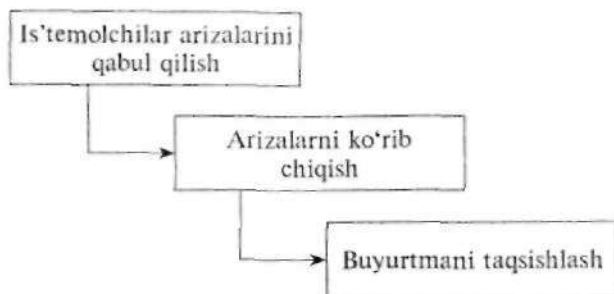 Is'temolchilar arizalarini
qabul qilish
Arizalarni ko‘rib
chiqish
Buyurtmani taqsishlash